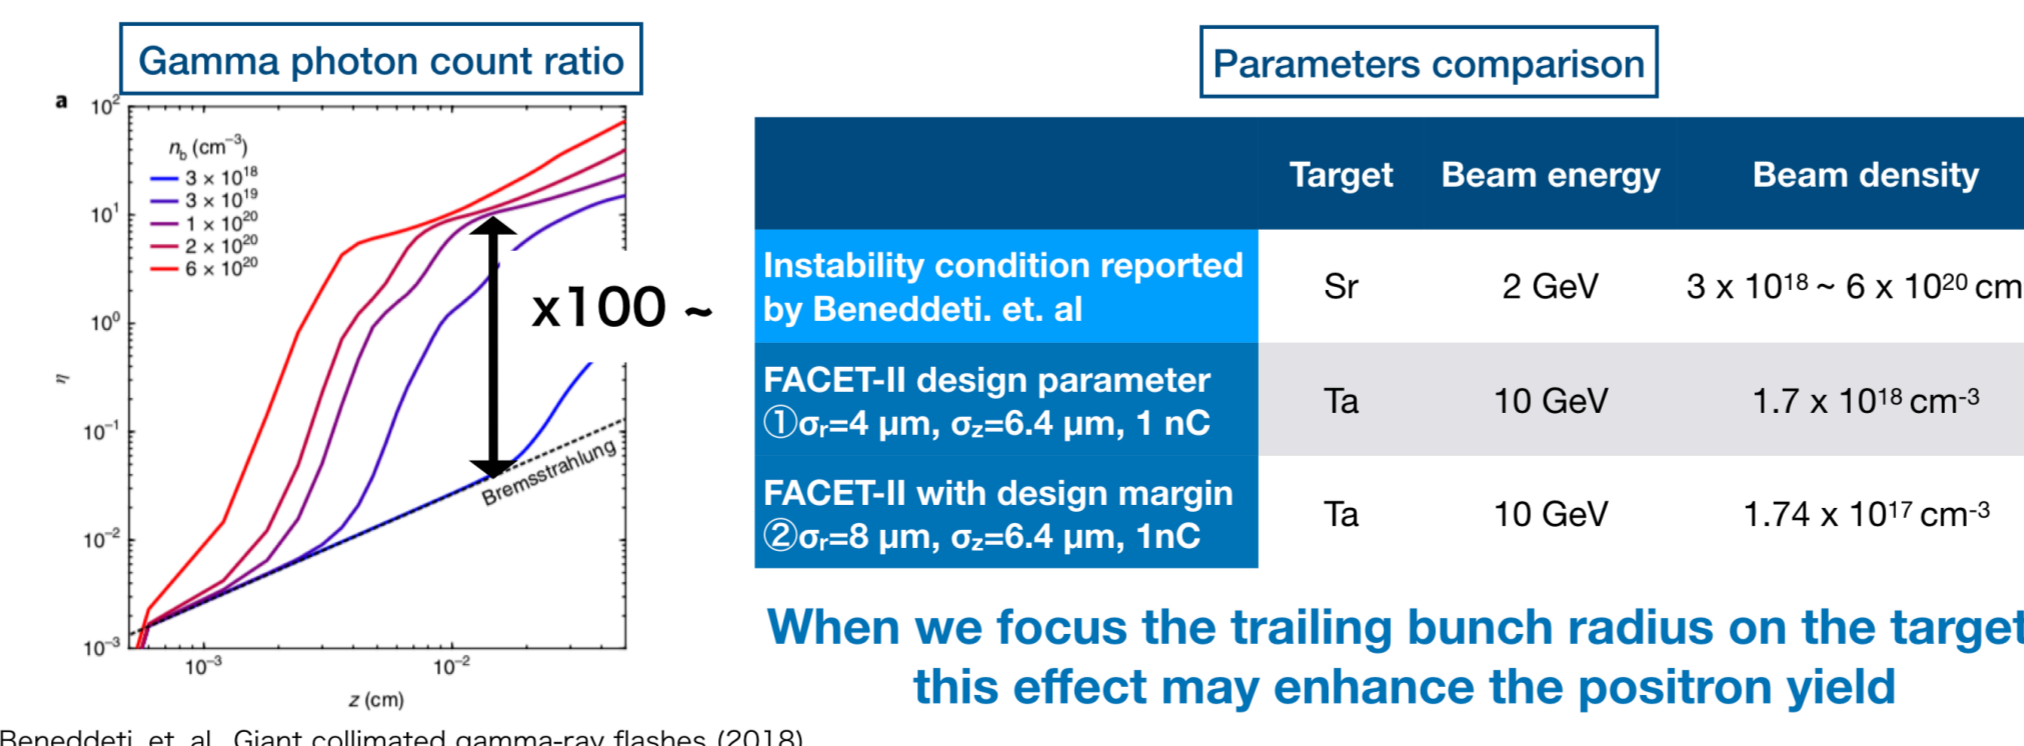 Gamma photon count ratio
a
10²
10¹
10⁰
10⁻¹
10⁻²
10⁻³
η
n_b (cm⁻³)
3 × 10¹⁸
3 × 10¹⁹
1 × 10²⁰
2 × 10²⁰
6 × 10²⁰
x100 ~
Bremsstrahlung
10⁻³ 10⁻²
z (cm)
Parameters comparison
Target Beam energy Beam density
Instability condition reported
by Beneddeti. et. al
Sr 2 GeV 3 x 10¹⁸ ~ 6 x 10²⁰ cm
FACET-II design parameter
①σr=4 μm, σz=6.4 μm, 1 nC
Ta 10 GeV 1.7 x 10¹⁸ cm⁻³
FACET-II with design margin
②σr=8 μm, σz=6.4 μm, 1nC
Ta 10 GeV 1.74 x 10¹⁷ cm⁻³
When we focus the trailing bunch radius on the target
this effect may enhance the positron yield
Beneddeti. et. al., Giant collimated gamma-ray flashes (2018)